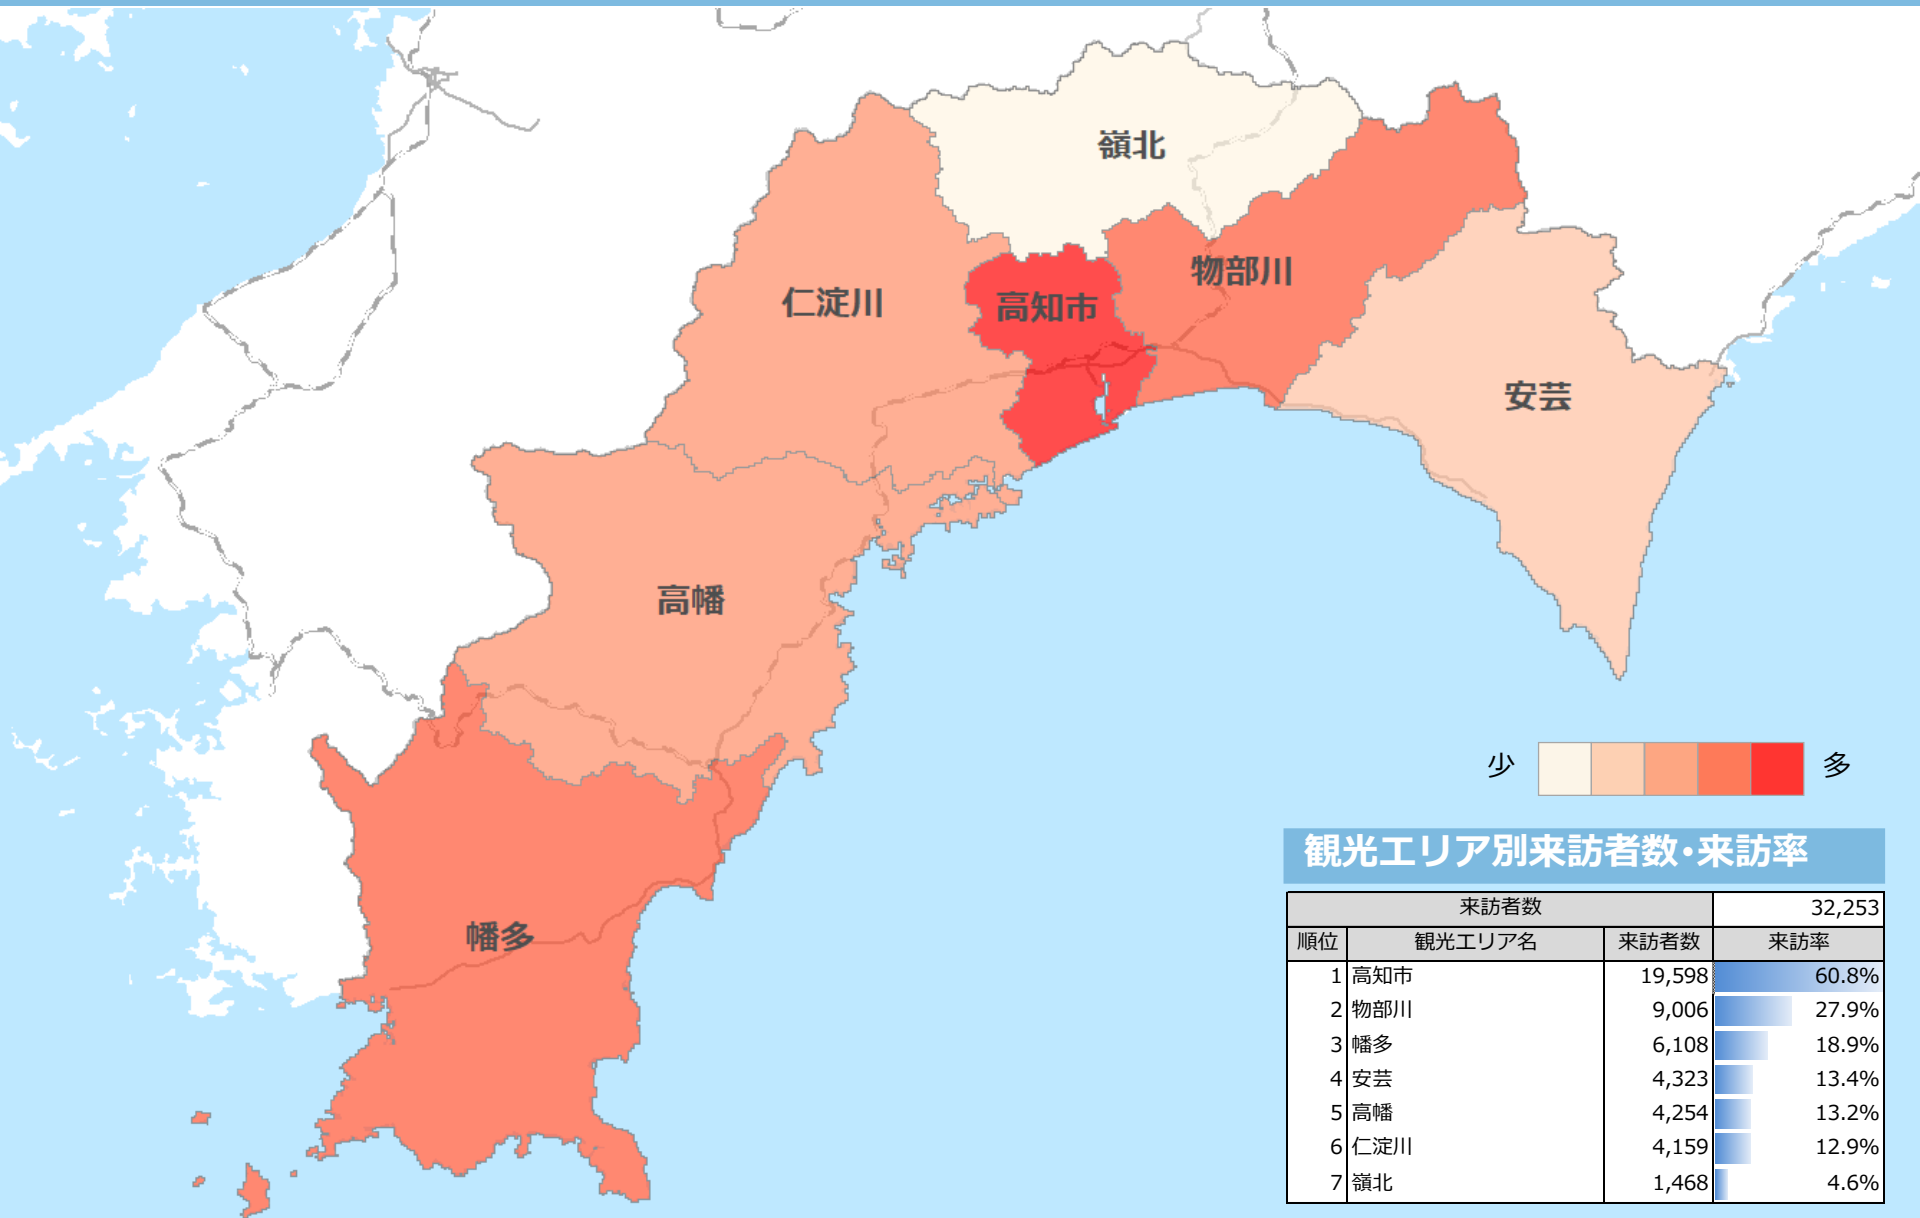 嶺北
物部川
仁淀川
高知市
安芸
高幡
幡多
少 多
観光エリア別来訪者数・来訪率
来訪者数 32,253
順位 観光エリア名 来訪者数 来訪率
1 高知市 19,598 60.8%
2 物部川 9,006 27.9%
3 幡多 6,108 18.9%
4 安芸 4,323 13.4%
5 高幡 4,254 13.2%
6 仁淀川 4,159 12.9%
7 嶺北 1,468 4.6%